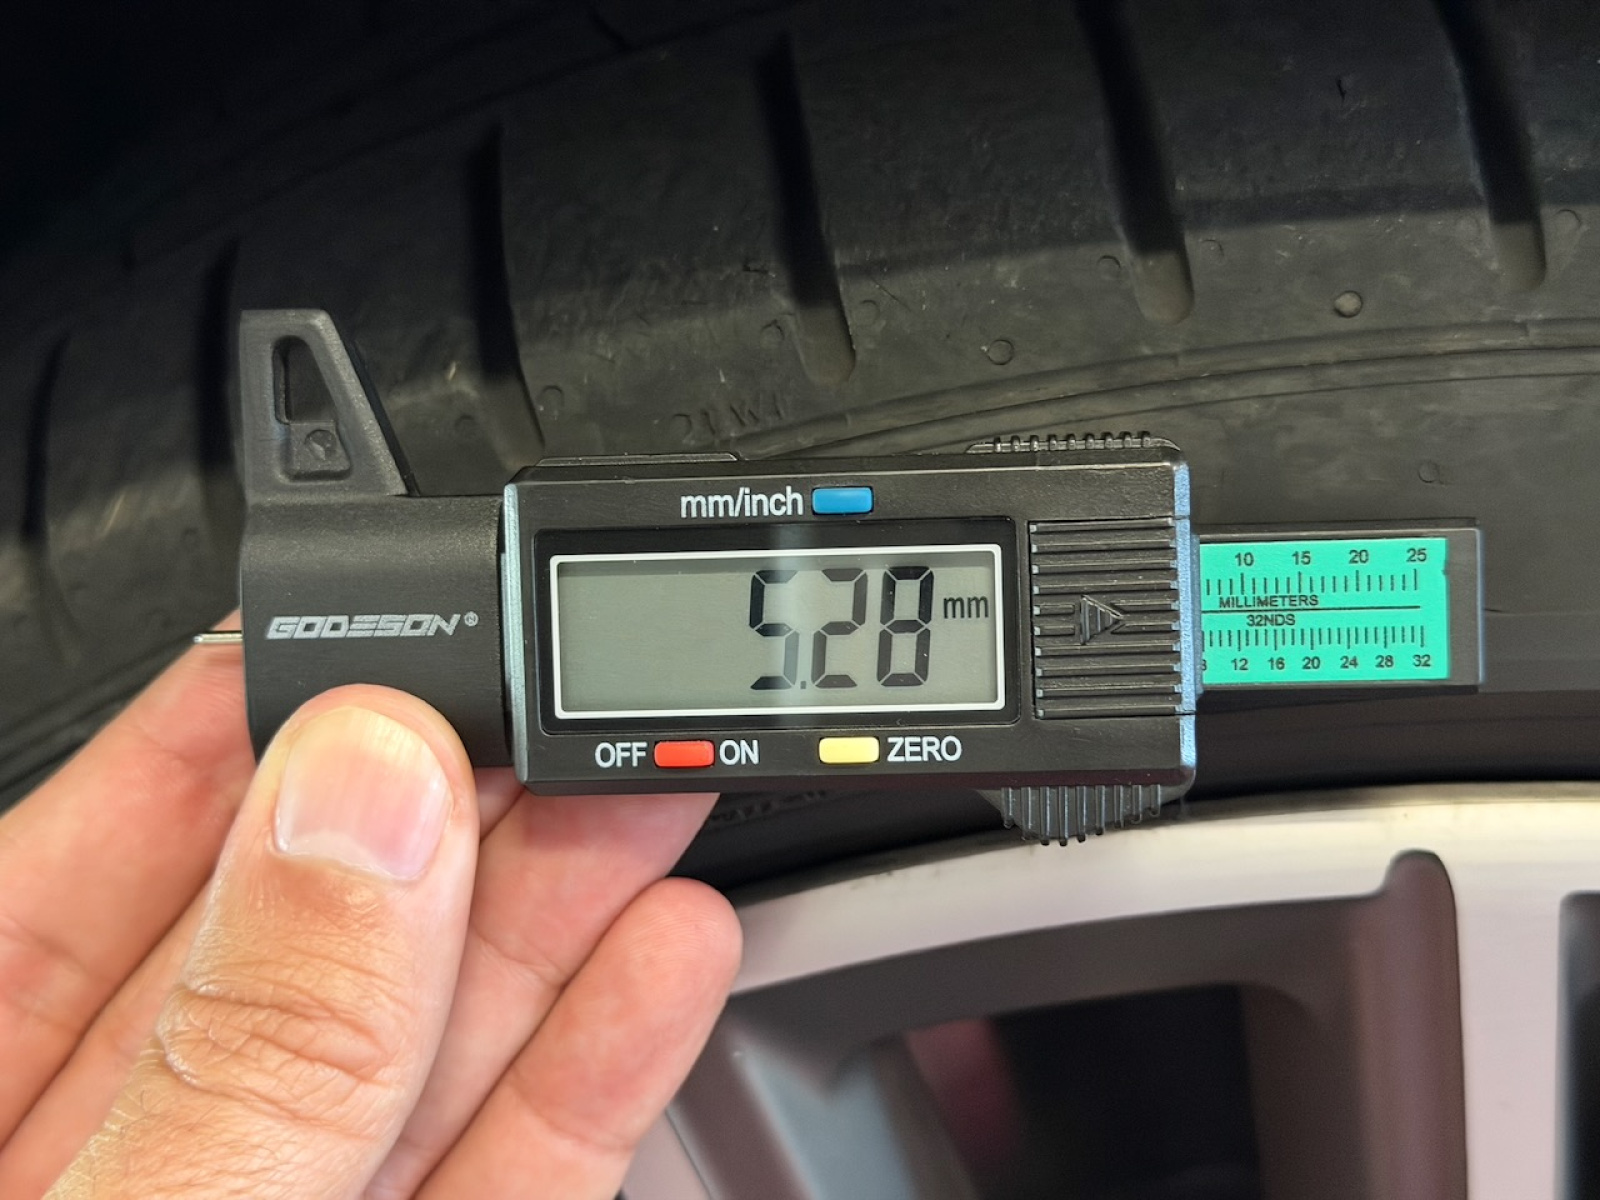 mm/inch
5.28 mm
GODESON®
OFF ON ZERO
10 15 20 25
MILLIMETERS
32NDS
8 12 16 20 24 28 32